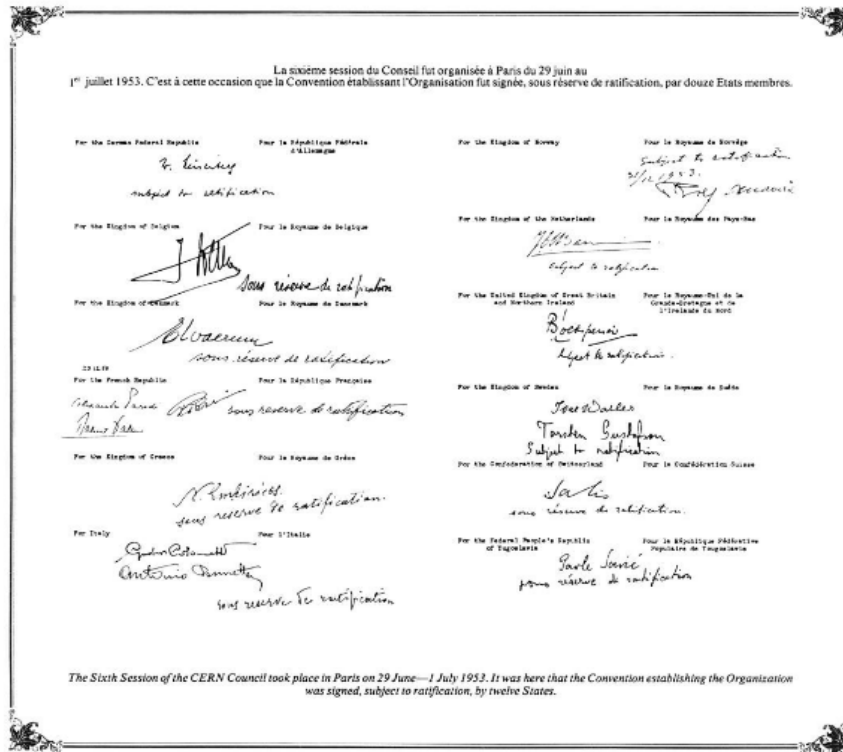 La sixième session du Conseil fut organisée à Paris du 29 juin au
1er juillet 1953. C'est à cette occasion que la Convention établissant l'Organisation fut signée, sous réserve de ratification, par douze Etats membres.
For the German Federal Republic Pour la République Fédérale
d'Allemagne
subject to ratification
For the Kingdom of Belgium Pour le Royaume de Belgique
sous réserve de ratification
For the Kingdom of Denmark Pour le Royaume de Danemark
sous réserve de ratification
For the French Republic Pour la République Française
sous reserve de ratification
For the Kingdom of Greece Pour le Royaume de Grèce
sous reserve de ratification.
For Italy Pour l'Italie
Antonio
sous reserve de ratification
For the Kingdom of Norway Pour le Royaume de Norvège
Subject to ratification
1953.
For the Kingdom of the Netherlands Pour le Royaume des Pays-Bas
subject to ratification
For the United Kingdom of Great Britain Pour le Royaume-Uni de la
and Northern Ireland Grande-Bretagne et de
l'Irelande du Nord
subject to ratification.
For the Kingdom of Sweden Pour le Royaume de Suède
Waller
Torsten Gustafson
Subject to ratification
For the Confederation of Switzerland Pour la Confédération Suisse
sous réserve de ratification.
For the Federal People's Republic Pour la République Fédérative
of Yugoslavia Populaire de Yougoslavie
Pavle Savić
sous réserve de ratification
The Sixth Session of the CERN Council took place in Paris on 29 June—1 July 1953. It was here that the Convention establishing the Organization
was signed, subject to ratification, by twelve States.